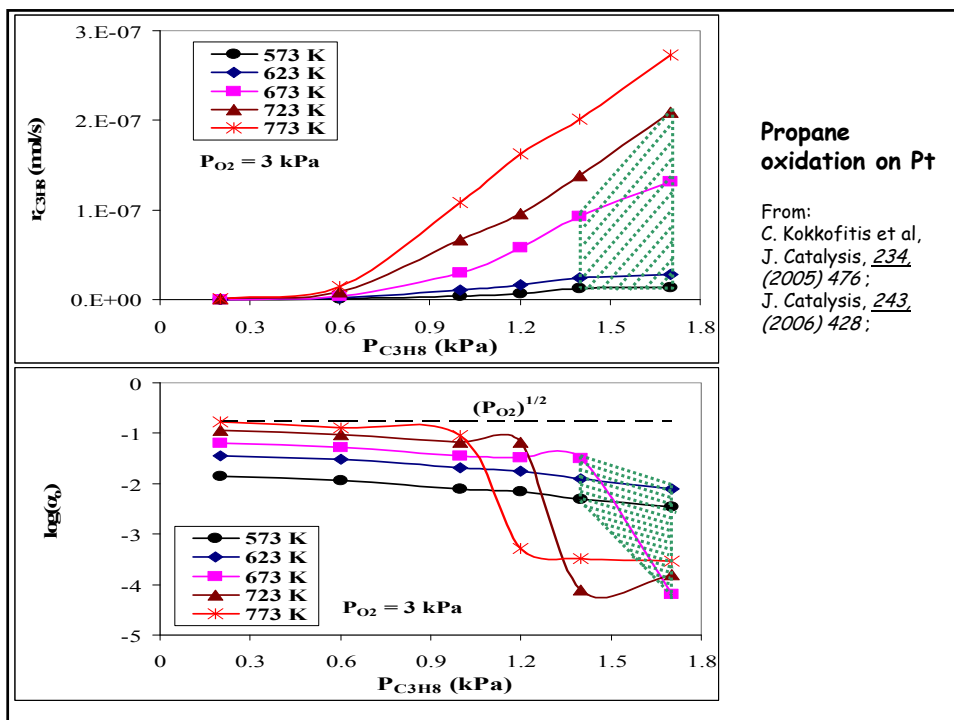 3.E-07
2.E-07
1.E-07
0.E+00
r_C3H8 (mol/s)
573 K
623 K
673 K
723 K
773 K
P_O2 = 3 kPa
0 0.3 0.6 0.9 1.2 1.5 1.8
P_C3H8 (kPa)
Propane
oxidation on Pt
From:
C. Kokkofitis et al,
J. Catalysis, 234,
(2005) 476 ;
J. Catalysis, 243,
(2006) 428 ;
0
-1
-2
-3
-4
-5
log(α_o)
(P_O2)^1/2
573 K
623 K
673 K
723 K
773 K
P_O2 = 3 kPa
0 0.3 0.6 0.9 1.2 1.5 1.8
P_C3H8 (kPa)